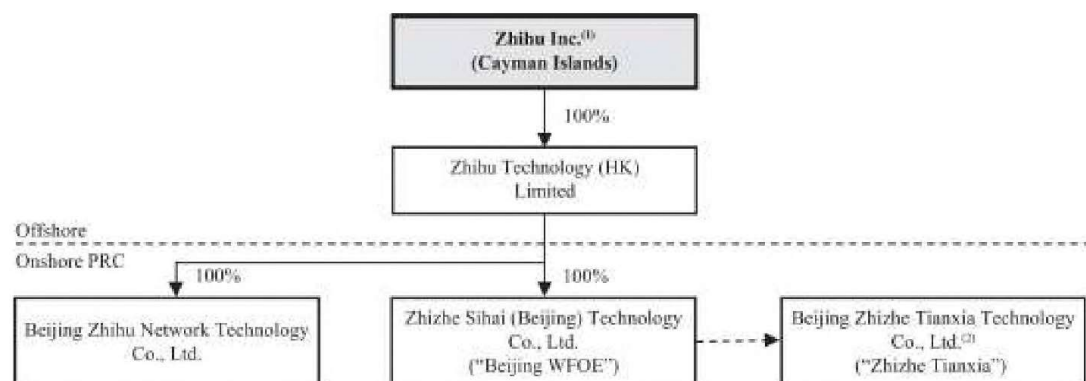 Zhihu Inc.(1)
(Cayman Islands)
100%
Zhihu Technology (HK)
Limited
Offshore
Onshore PRC
100%
100%
Beijing Zhihu Network Technology
Co., Ltd.
Zhizhe Sihai (Beijing) Technology
Co., Ltd.
(“Beijing WFOE”)
Beijing Zhizhe Tianxia Technology
Co., Ltd.(2)
(“Zhizhe Tianxia”)